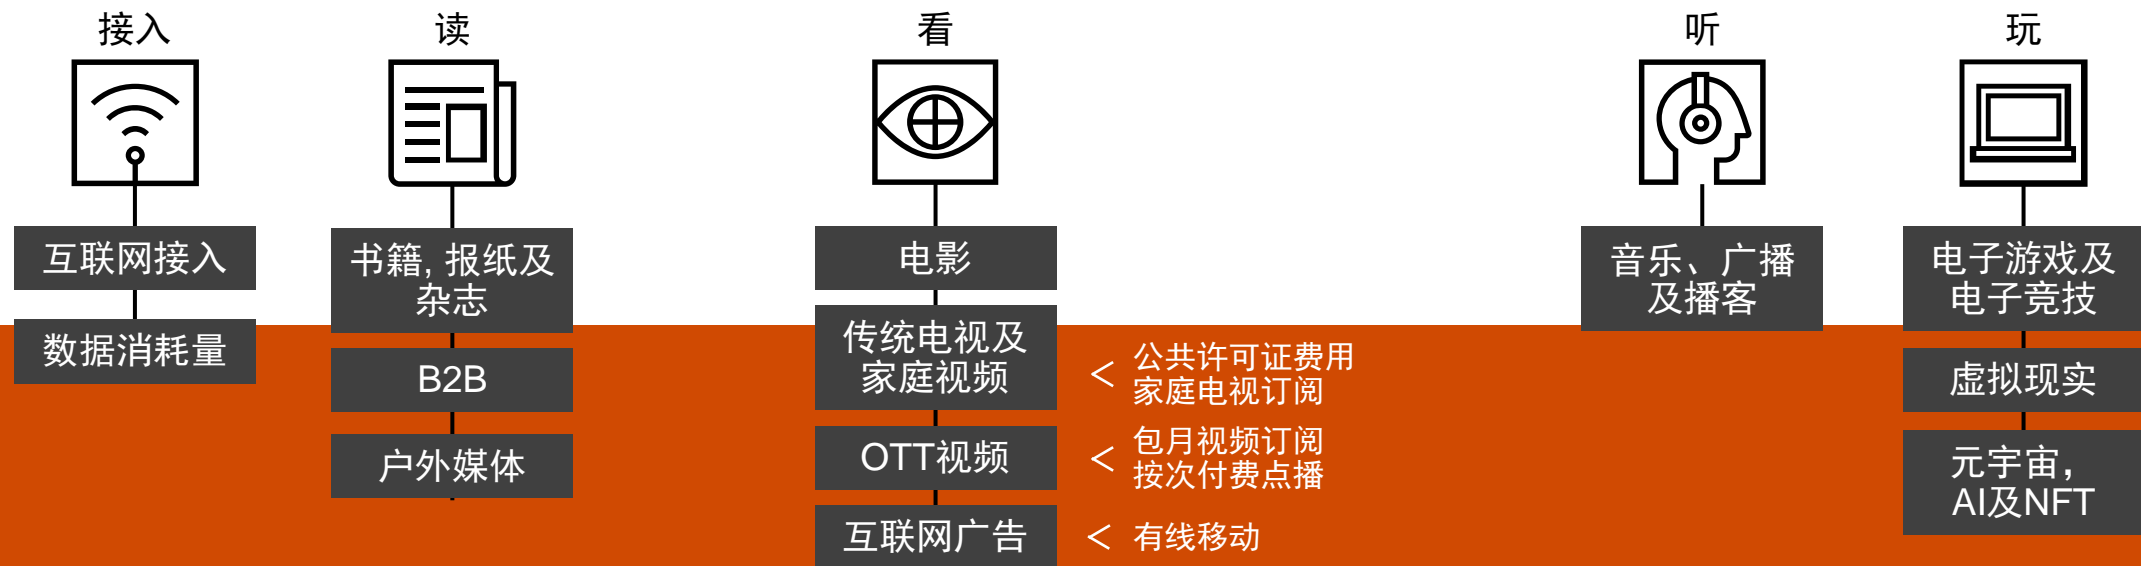 接入
互联网接入
数据消耗量
读
书籍, 报纸及
杂志
B2B
户外媒体
看
电影
传统电视及
家庭视频
公共许可证费用
家庭电视订阅
OTT视频
包月视频订阅
按次付费点播
互联网广告
有线移动
听
音乐、广播
及播客
玩
电子游戏及
电子竞技
虚拟现实
元宇宙，
AI及NFT